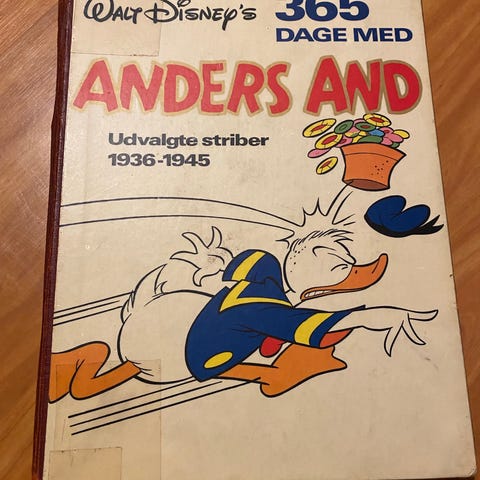 Walt Disney's
365
DAGE MED
ANDERS AND
Udvalgte striber
1936-1945